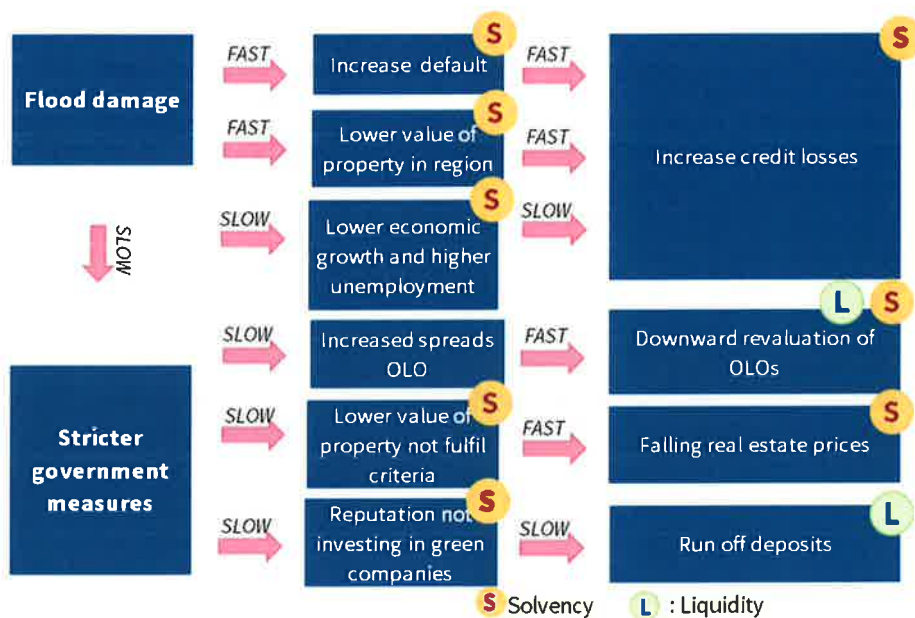 Flood damage
FAST
Increase default
S
FAST
S
Increase credit losses
FAST
Lower value of
property in region
S
FAST
SLOW
Lower economic
growth and higher
unemployment
S
SLOW
SLOW
Stricter
government
measures
SLOW
Increased spreads
OLO
FAST
L
S
Downward revaluation of
OLOs
SLOW
Lower value of
property not fulfil
criteria
S
FAST
S
Falling real estate prices
SLOW
Reputation not
investing in green
companies
S
SLOW
L
Run off deposits
S Solvency
L : Liquidity